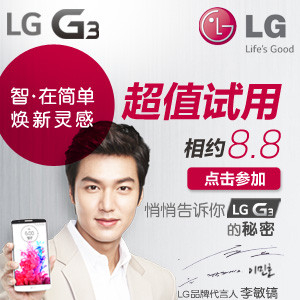 LG G3
LG
Life's Good
智·在简单
焕新灵感
超值试用
相约8.8
点击参加
悄悄告诉你 LG G3
的秘密
LG品牌代言人 李敏镐